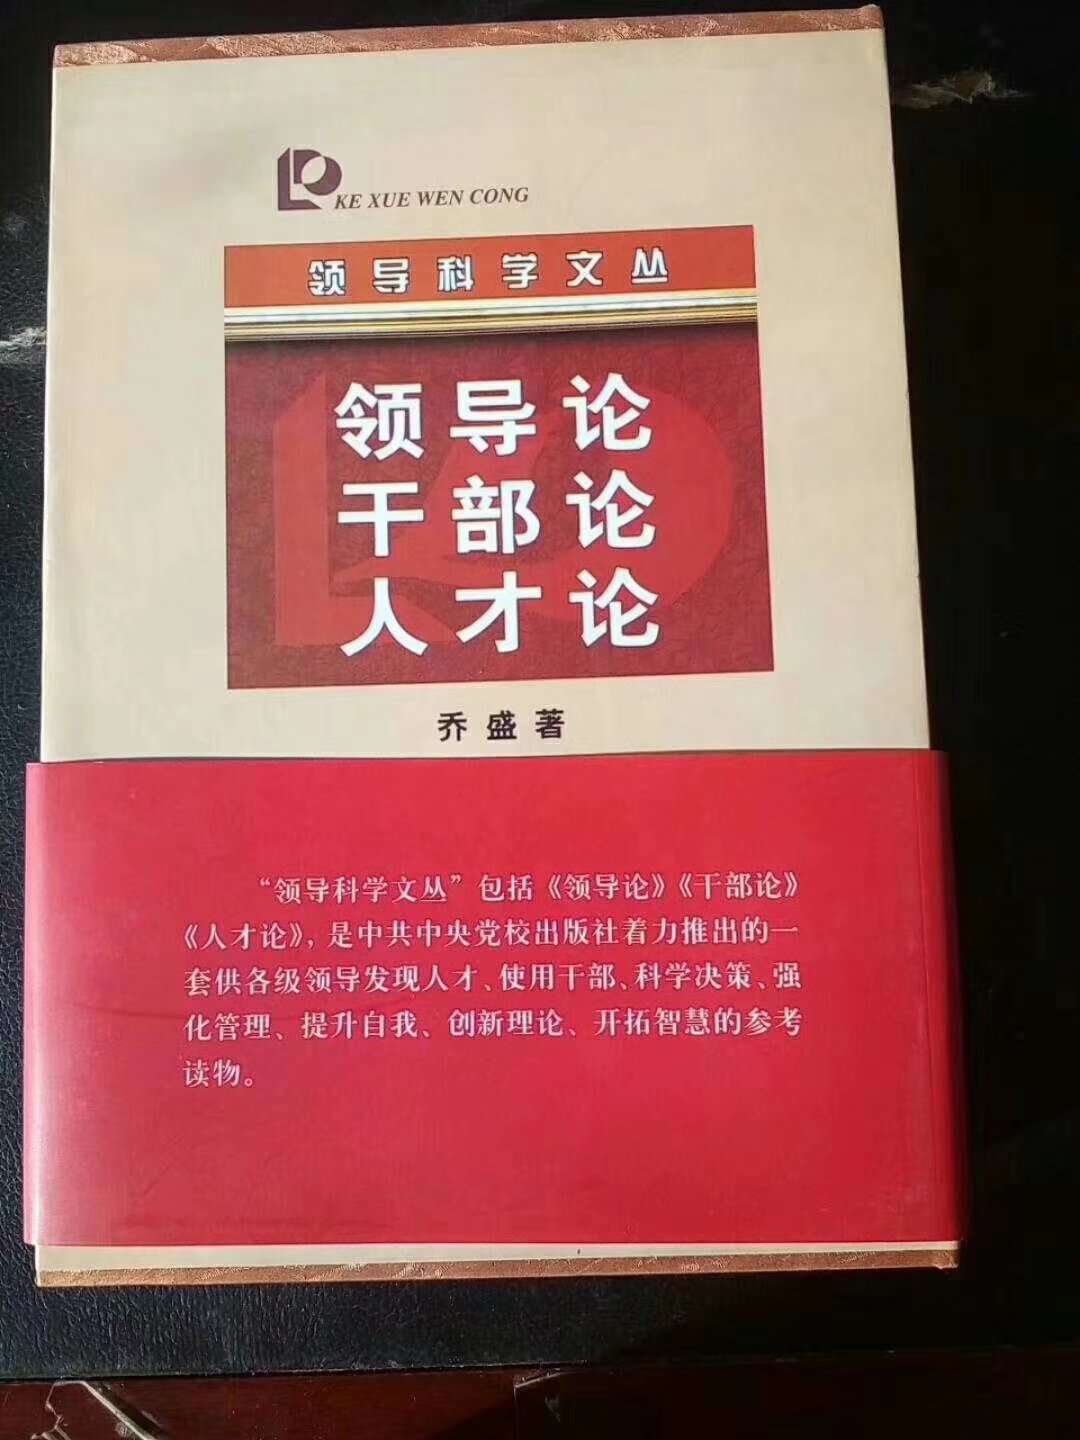 KE XUE WEN CONG
领导科学文丛
领导论
干部论
人才论
乔盛著
“领导科学文丛”包括《领导论》《干部论》
《人才论》，是中共中央党校出版社着力推出的一
套供各级领导发现人才、使用干部、科学决策、强
化管理、提升自我、创新理论、开拓智慧的参考
读物。